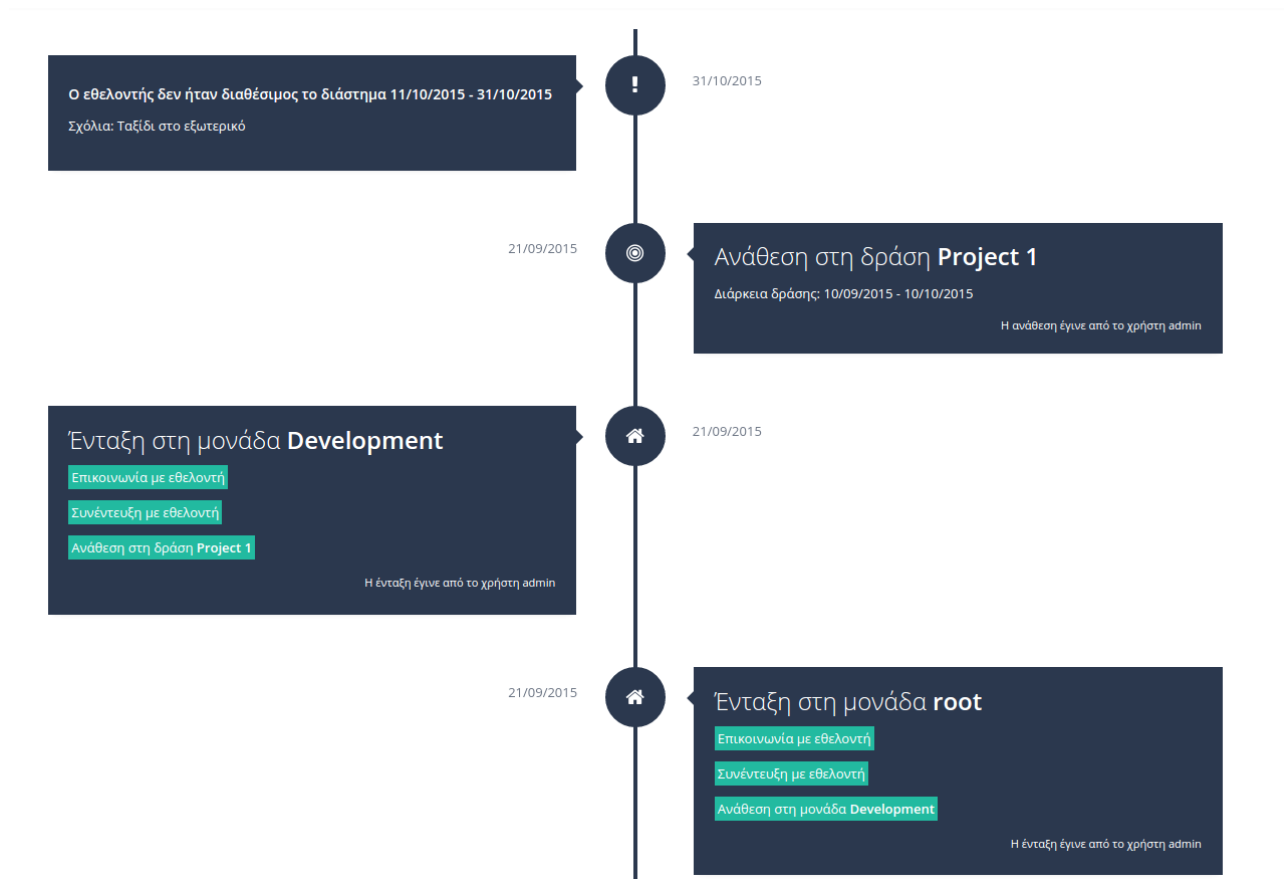 Ο εθελοντής δεν ήταν διαθέσιμος το διάστημα 11/10/2015 - 31/10/2015
Σχόλια: Ταξίδι στο εξωτερικό
31/10/2015
21/09/2015
Ανάθεση στη δράση Project 1
Διάρκεια δράσης: 10/09/2015 - 10/10/2015
Η ανάθεση έγινε από το χρήστη admin
Ένταξη στη μονάδα Development
Επικοινωνία με εθελοντή
Συνέντευξη με εθελοντή
Ανάθεση στη δράση Project 1
Η ένταξη έγινε από το χρήστη admin
21/09/2015
21/09/2015
Ένταξη στη μονάδα root
Επικοινωνία με εθελοντή
Συνέντευξη με εθελοντή
Ανάθεση στη μονάδα Development
Η ένταξη έγινε από το χρήστη admin